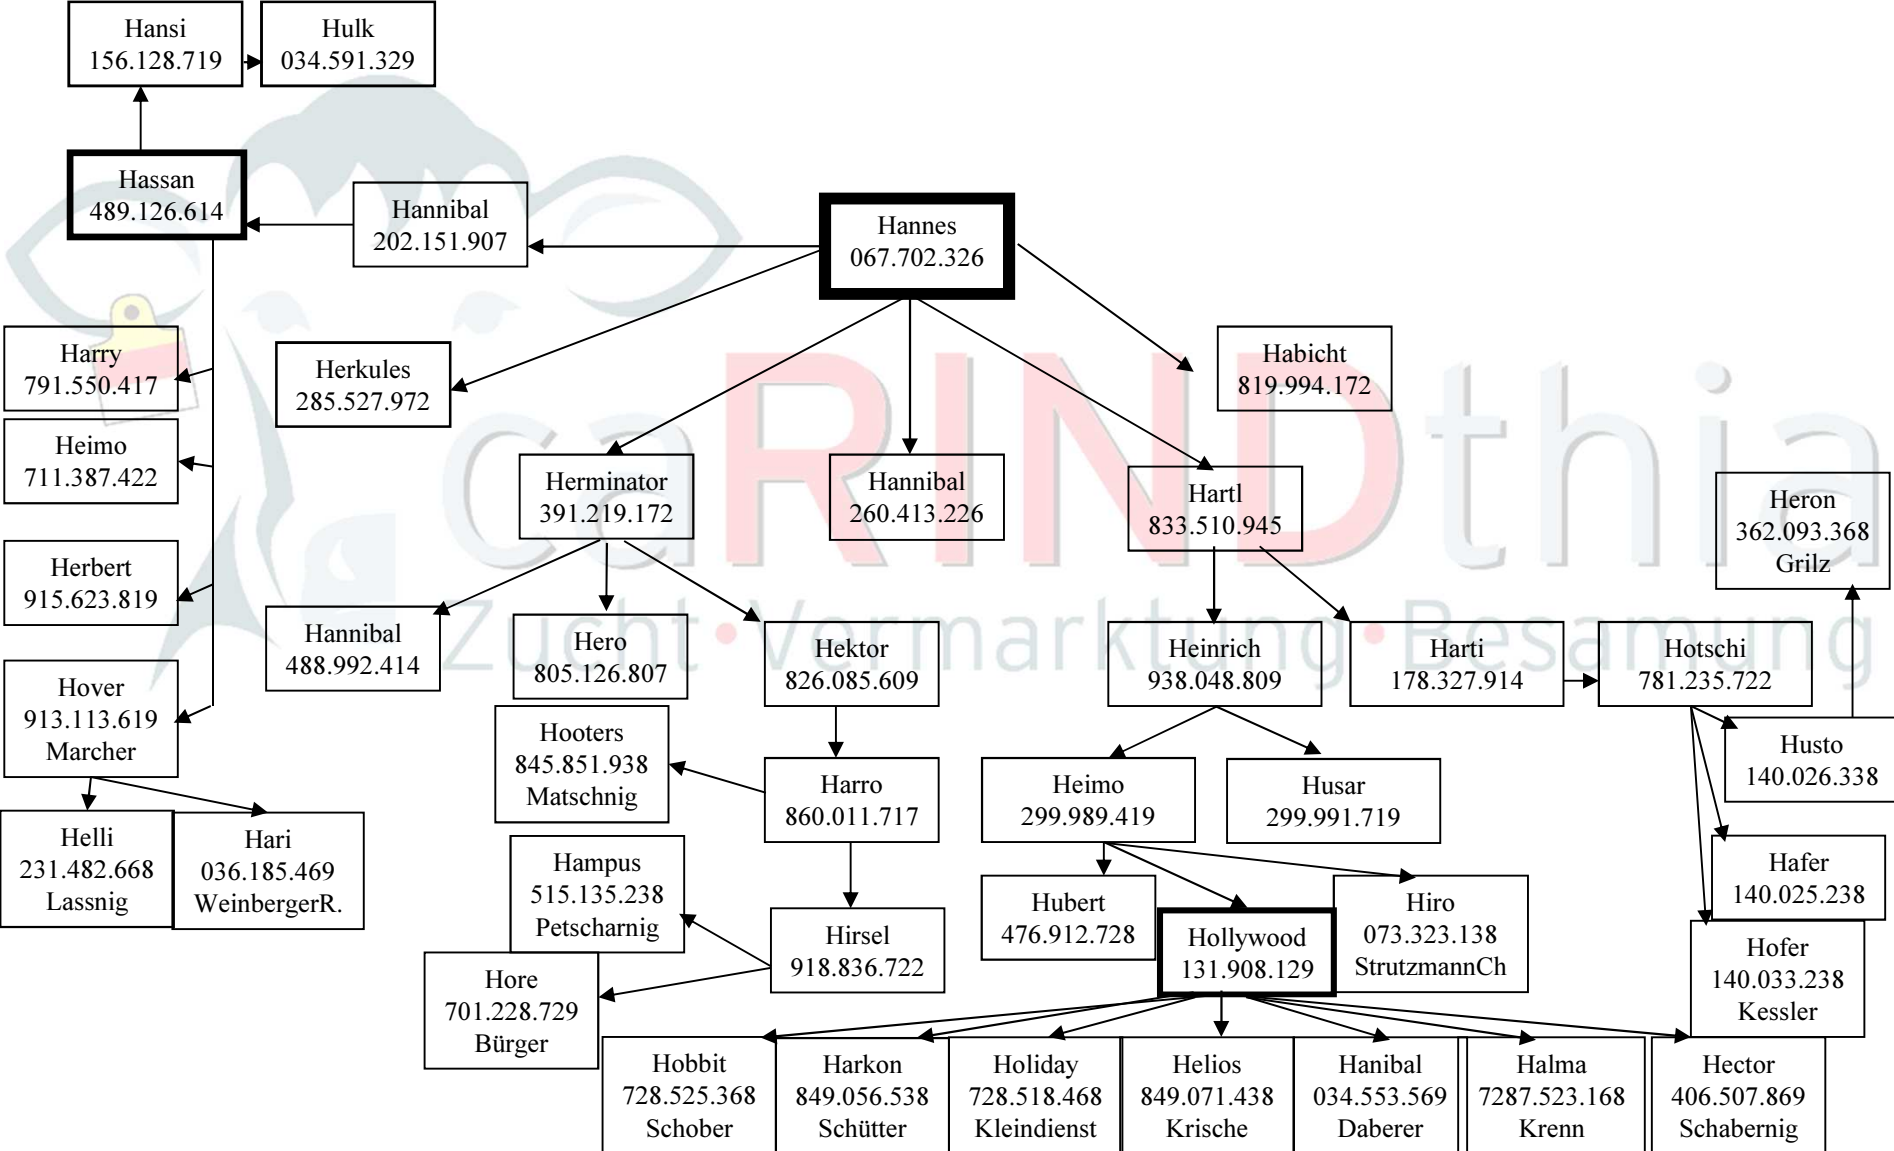 Hansi
156.128.719
Hulk
034.591.329
Hassan
489.126.614
Hannibal
202.151.907
Hannes
067.702.326
Harry
791.550.417
Herkules
285.527.972
Habicht
819.994.172
Heimo
711.387.422
Herminator
391.219.172
Hannibal
260.413.226
Hartl
833.510.945
Heron
362.093.368
Grilz
caRINDthia
Zucht•Vermarktung•Besamung
Herbert
915.623.819
Hannibal
488.992.414
Hero
805.126.807
Hektor
826.085.609
Heinrich
938.048.809
Harti
178.327.914
Hotschi
781.235.722
Hover
913.113.619
Marcher
Hooters
845.851.938
Matschnig
Harro
860.011.717
Heimo
299.989.419
Husar
299.991.719
Husto
140.026.338
Helli
231.482.668
Lassnig
Hari
036.185.469
WeinbergerR.
Hampus
515.135.238
Petscharnig
Hirsel
918.836.722
Hubert
476.912.728
Hollywood
131.908.129
Hiro
073.323.138
StrutzmannCh
Hafer
140.025.238
Hofer
140.033.238
Kessler
Hore
701.228.729
Bürger
Hobbit
728.525.368
Schober
Harkon
849.056.538
Schütter
Holiday
728.518.468
Kleindienst
Helios
849.071.438
Krische
Hanibal
034.553.569
Daberer
Halma
7287.523.168
Krenn
Hector
406.507.869
Schabernig